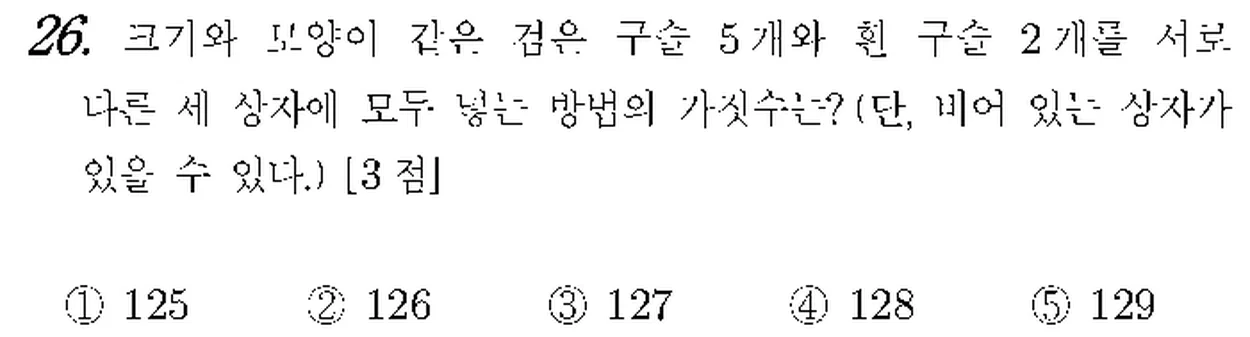 26. 크기와 모양이 같은 검은 구슬 5개와 흰 구슬 2개를 서로
다른 세 상자에 모두 넣는 방법의 가짓수는? (단, 비어 있는 상자가
있을 수 있다.) [3점]
① 125 ② 126 ③ 127 ④ 128 ⑤ 129